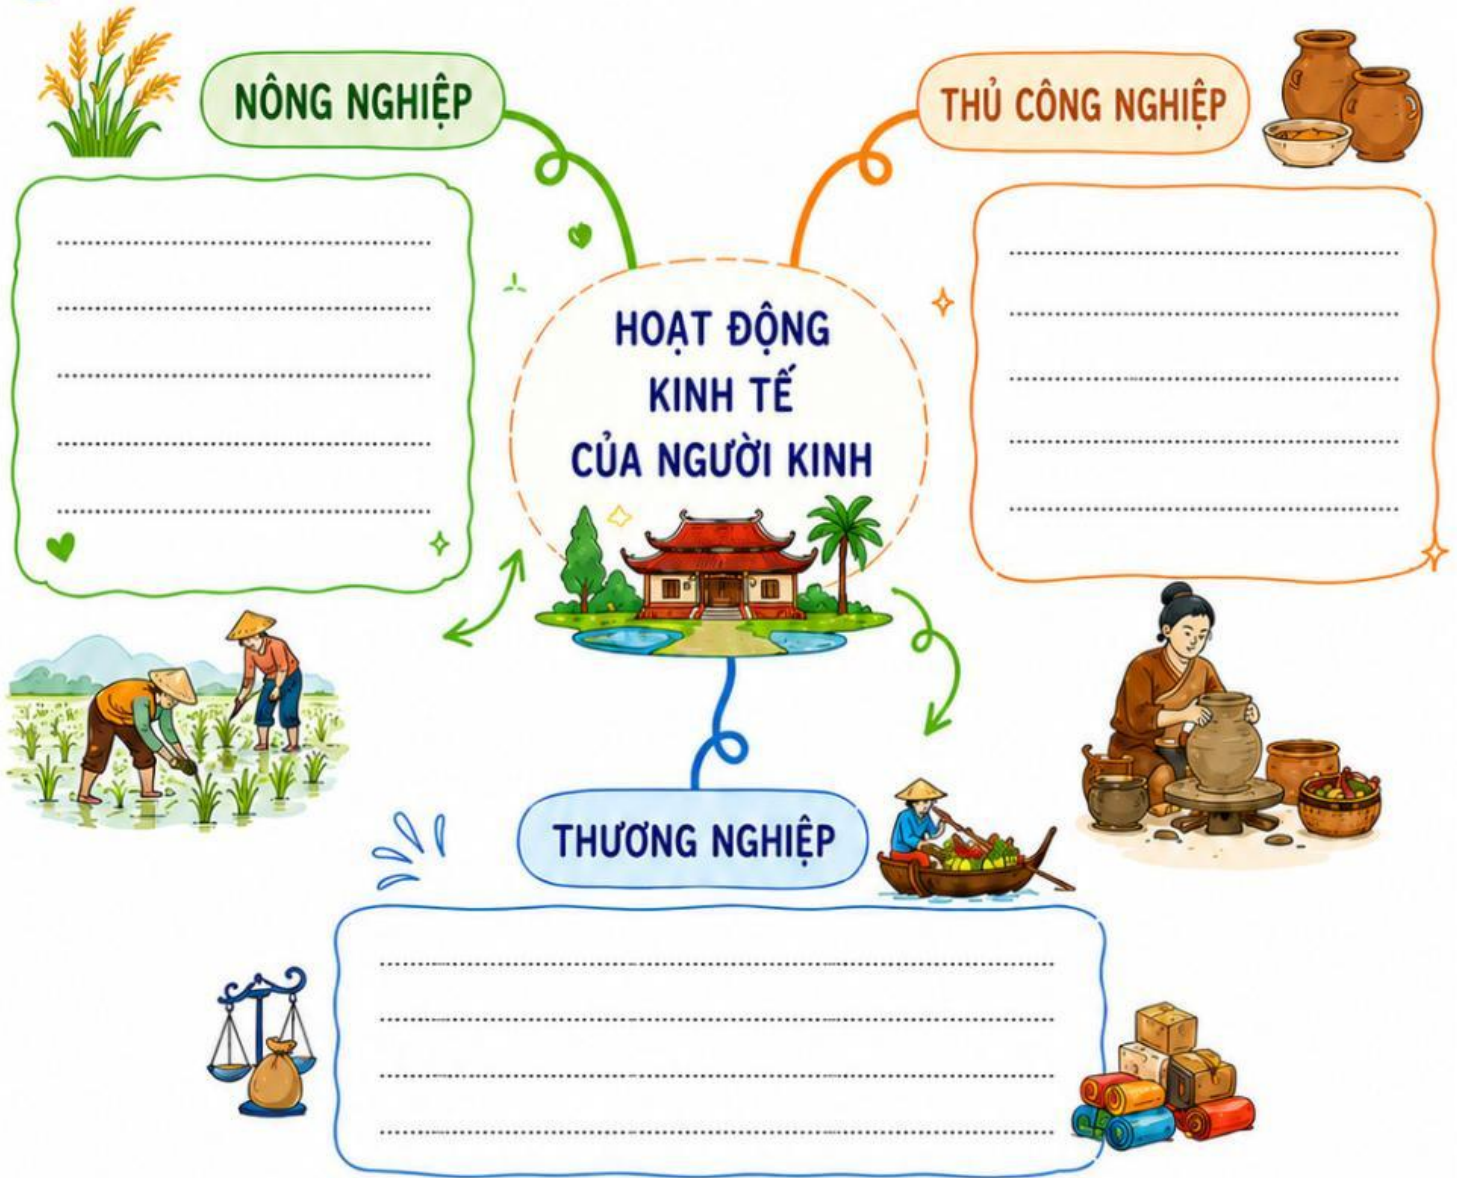 NÔNG NGHIỆP
THỦ CÔNG NGHIỆP
HOẠT ĐỘNG
KINH TẾ
CỦA NGƯỜI KINH
THƯƠNG NGHIỆP